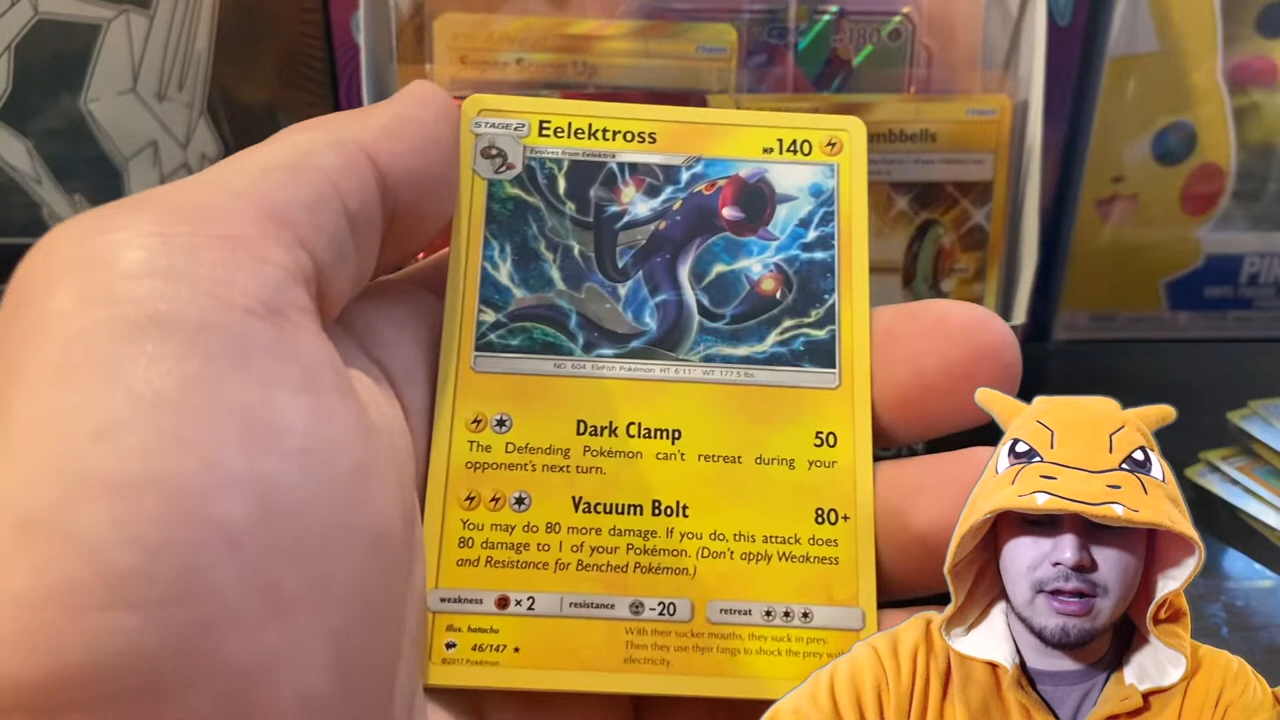 Super Scoop Up
180
mbbells
STAGE 2
Eelektross
HP 140
Evolves from Eelektrik
NO. 604 EleFish Pokémon HT 6'11" WT 177.5 lbs.
Dark Clamp 50
The Defending Pokémon can't retreat during your
opponent's next turn.
Vacuum Bolt 80+
You may do 80 more damage. If you do, this attack does
80 damage to 1 of your Pokémon. (Don't apply Weakness
and Resistance for Benched Pokémon.)
weakness ×2 resistance -20 retreat
Illus. hatachu
46/147
©2017 Pokémon
With their sucker mouths, they suck in prey.
Then they use their fangs to shock the prey with
electricity.